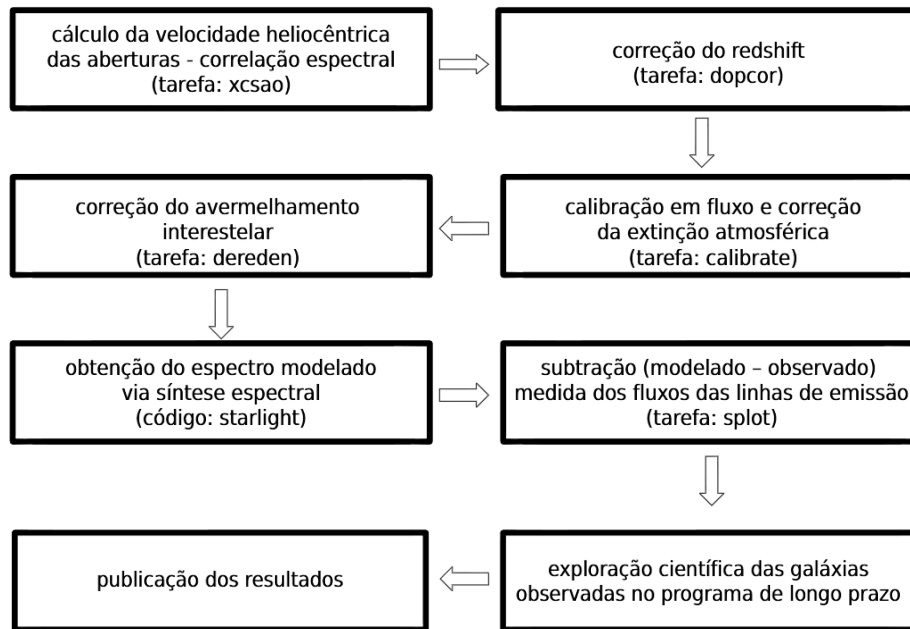 cálculo da velocidade heliocêntrica
das aberturas - correlação espectral
(tarefa: xcsao)
correção do redshift
(tarefa: dopcor)
calibração em fluxo e correção
da extinção atmosférica
(tarefa: calibrate)
correção do avermelhamento
interestelar
(tarefa: dereden)
obtenção do espectro modelado
via síntese espectral
(código: starlight)
subtração (modelado – observado)
medida dos fluxos das linhas de emissão
(tarefa: splot)
exploração científica das galáxias
observadas no programa de longo prazo
publicação dos resultados